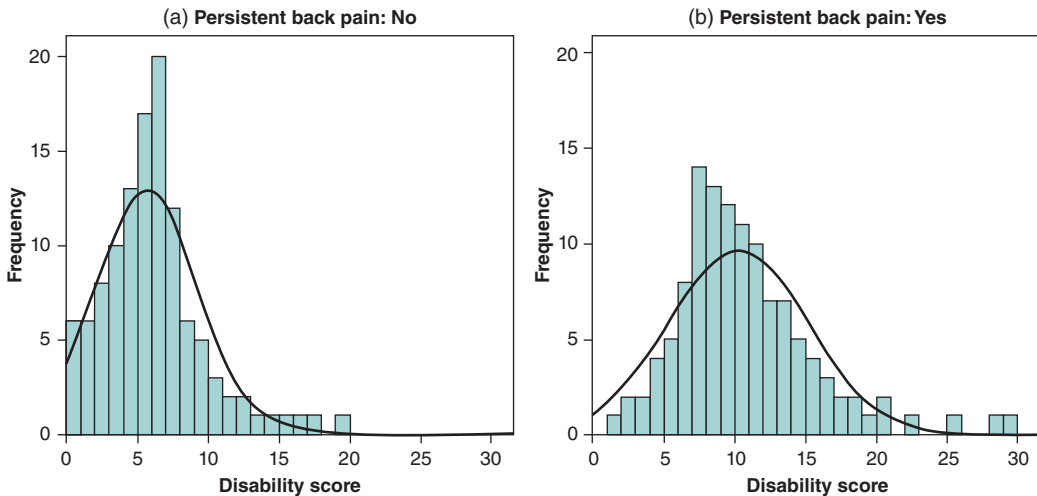 (a) Persistent back pain: No
20
15
10
5
0
Frequency
0 5 10 15 20 25 30
Disability score
(b) Persistent back pain: Yes
20
15
10
5
0
Frequency
0 5 10 15 20 25 30
Disability score